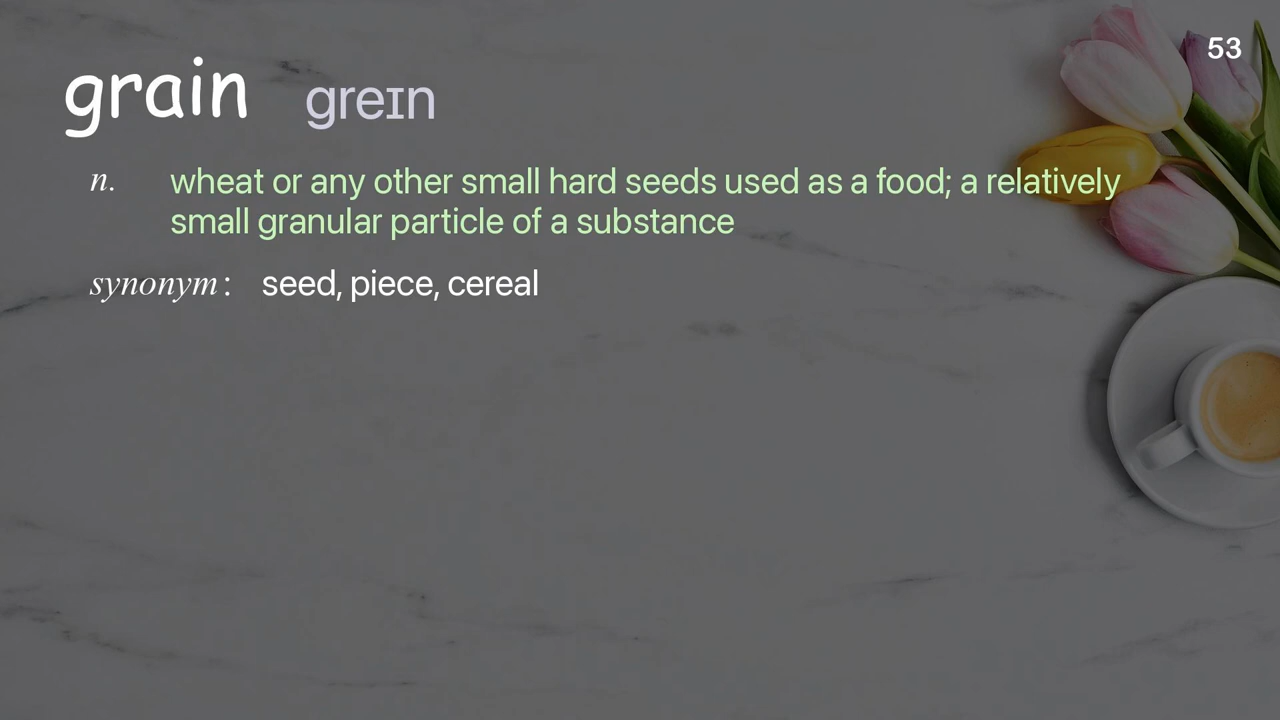 53
grain greɪn
n. wheat or any other small hard seeds used as a food; a relatively
small granular particle of a substance
synonym: seed, piece, cereal